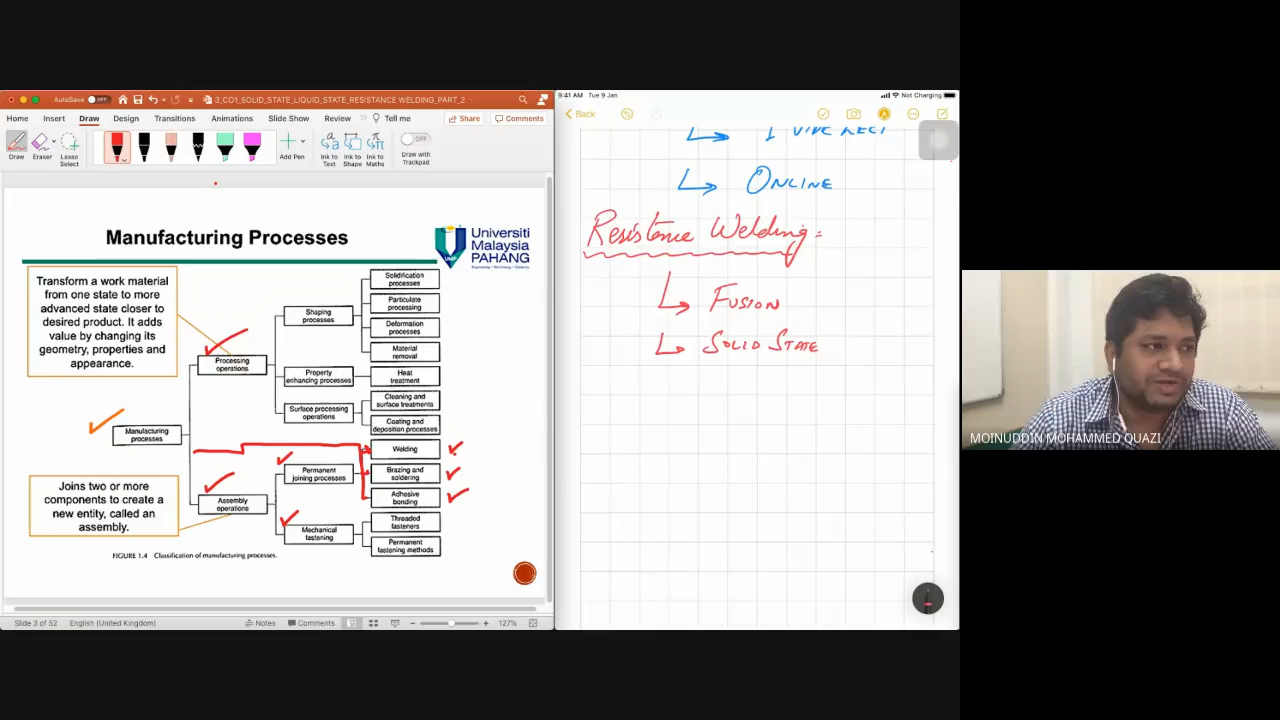 AutoSave OFF
3_CO1_SOLID_STATE_LIQUID_STATE_RESISTANCE WELDING_PART_2
Home Insert Draw Design Transitions Animations Slide Show Review Tell me Share Comments
Draw
Eraser
Lasso Select
Add Pen
Ink to Text
Ink to Shape
Ink to Maths
OFF
Draw with Trackpad
Manufacturing Processes
Universiti
Malaysia
PAHANG
Transform a work material
from one state to more
advanced state closer to
desired product. It adds
value by changing its
geometry, properties and
appearance.
Joins two or more
components to create a
new entity, called an
assembly.
Manufacturing
processes
Processing
operations
Assembly
operations
Shaping
processes
Property
enhancing processes
Surface processing
operations
Permanent
joining processes
Mechanical
fastening
Solidification
processes
Particulate
processing
Deformation
processes
Material
removal
Heat
treatment
Cleaning and
surface treatments
Coating and
deposition processes
Welding
Brazing and
soldering
Adhesive
bonding
Threaded
fasteners
Permanent
fastening methods
FIGURE 1.4 Classification of manufacturing processes.
Slide 3 of 52 English (United Kingdom) Notes Comments 127%
9:41 AM Tue 9 Jan Not Charging
Back
ONLINE
Resistance Welding:
FUSION
SOLID STATE
MOINUDDIN MOHAMMED QUAZI